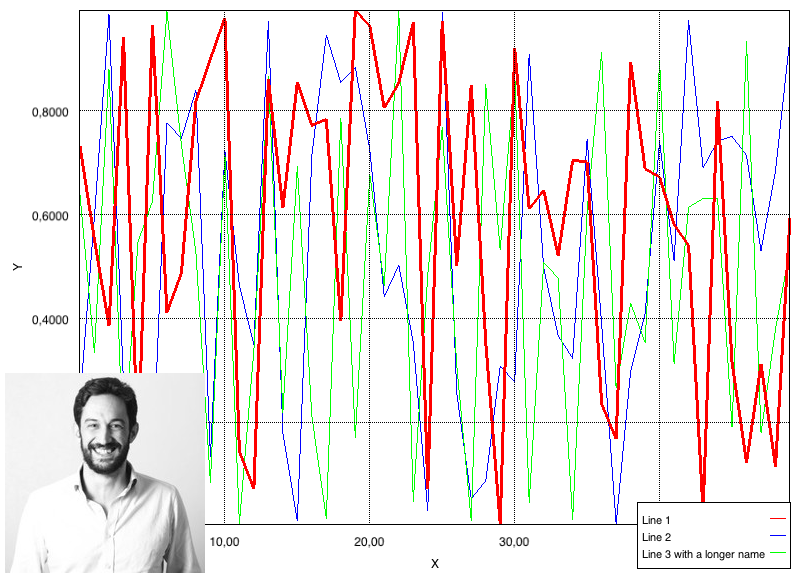 0,8000
0,6000
Y
0,4000
10,00
20,00
30,00
X
Line 1
Line 2
Line 3 with a longer name